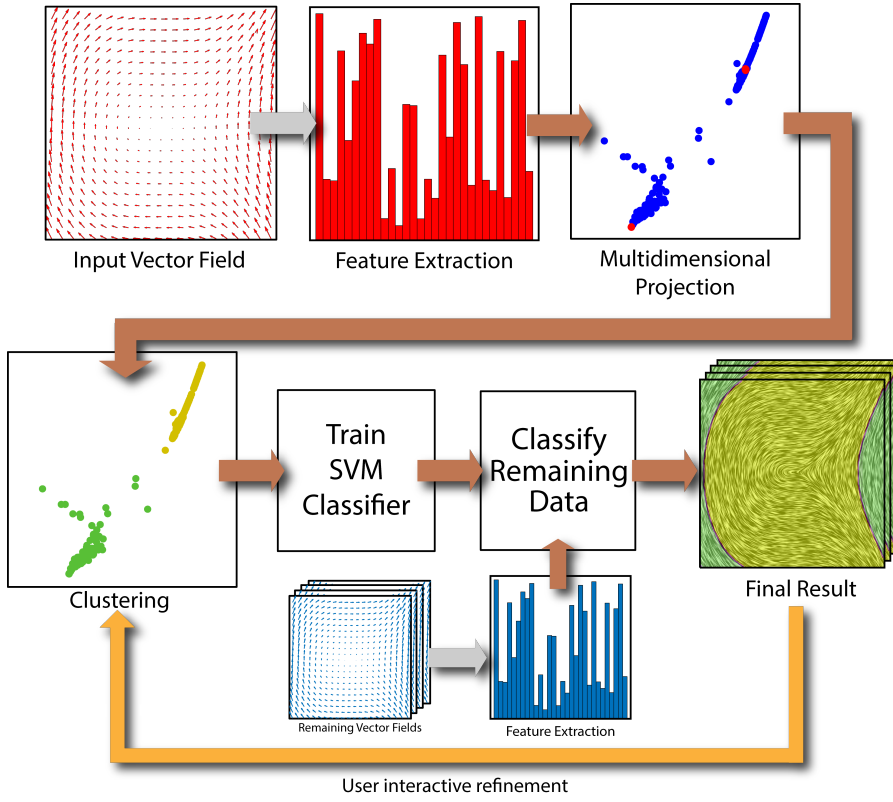 Input Vector Field
Feature Extraction
Multidimensional
Projection
Clustering
Train
SVM
Classifier
Classify
Remaining
Data
Final Result
Remaining Vector Fields
Feature Extraction
User interactive refinement